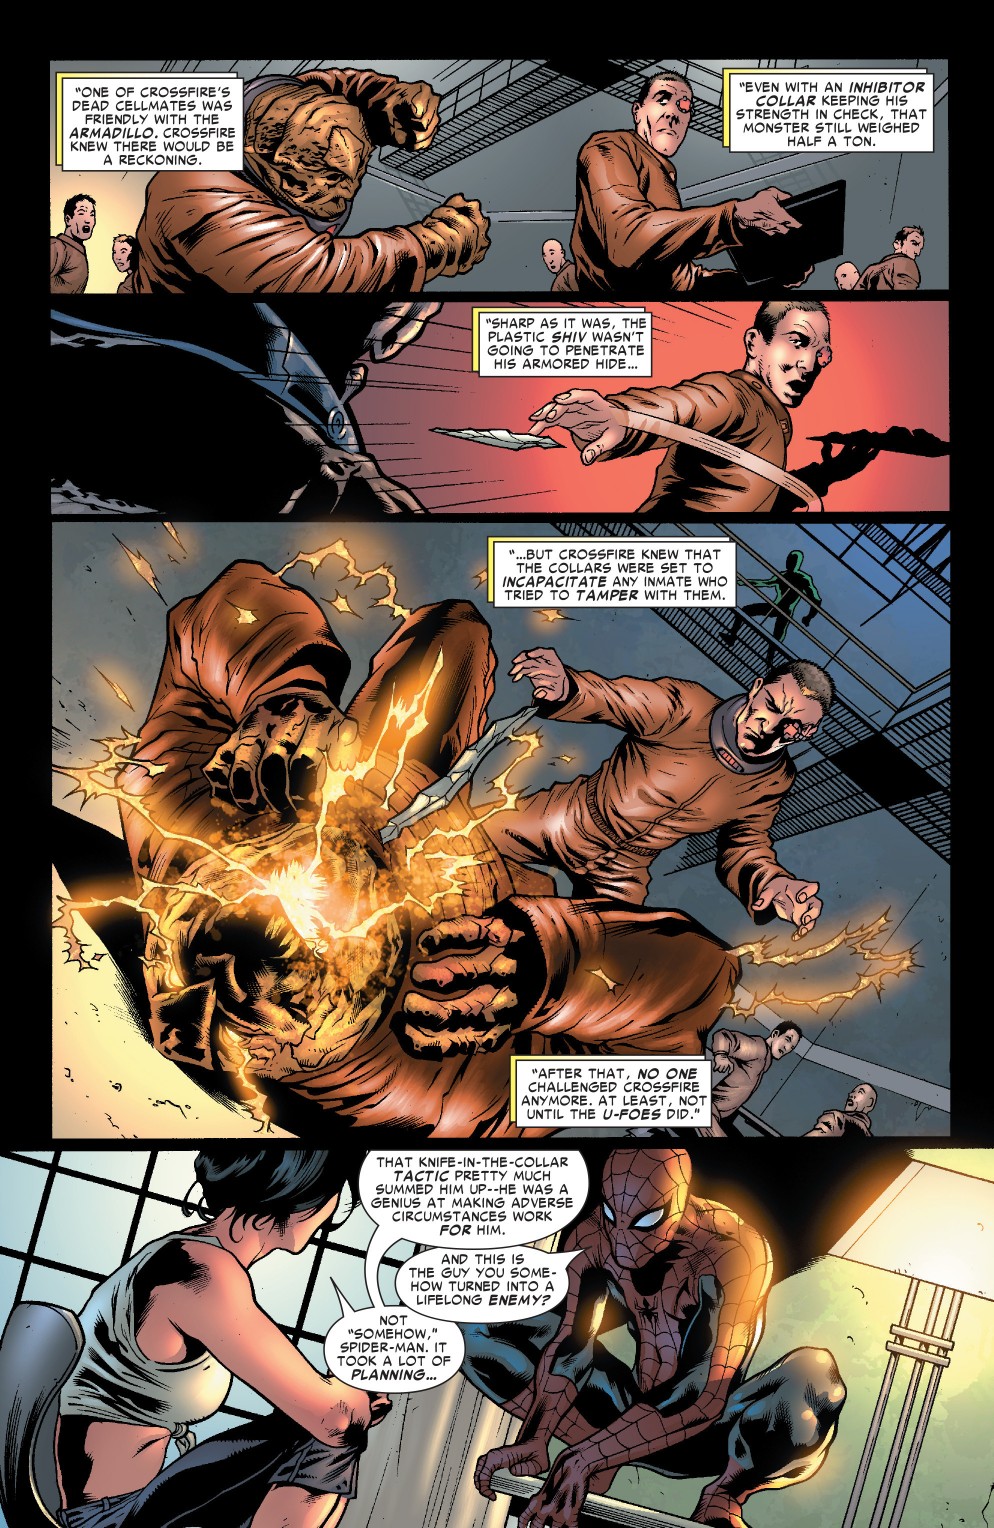 "ONE OF CROSSFIRE'S
DEAD CELLMATES WAS
FRIENDLY WITH THE
ARMADILLO. CROSSFIRE
KNEW THERE WOULD BE
A RECKONING.
"EVEN WITH AN INHIBITOR
COLLAR KEEPING HIS
STRENGTH IN CHECK, THAT
MONSTER STILL WEIGHED
HALF A TON.
"SHARP AS IT WAS, THE
PLASTIC SHIV WASN'T
GOING TO PENETRATE
HIS ARMORED HIDE...
"...BUT CROSSFIRE KNEW THAT
THE COLLARS WERE SET TO
INCAPACITATE ANY INMATE WHO
TRIED TO TAMPER WITH THEM.
"AFTER THAT, NO ONE
CHALLENGED CROSSFIRE
ANYMORE. AT LEAST, NOT
UNTIL THE U-FOES DID."
THAT KNIFE-IN-THE-COLLAR
TACTIC PRETTY MUCH
SUMMED HIM UP--HE WAS A
GENIUS AT MAKING ADVERSE
CIRCUMSTANCES WORK
FOR HIM.
AND THIS IS
THE GUY YOU SOME-
HOW TURNED INTO A
LIFELONG ENEMY?
NOT
"SOMEHOW,"
SPIDER-MAN. IT
TOOK A LOT OF
PLANNING...